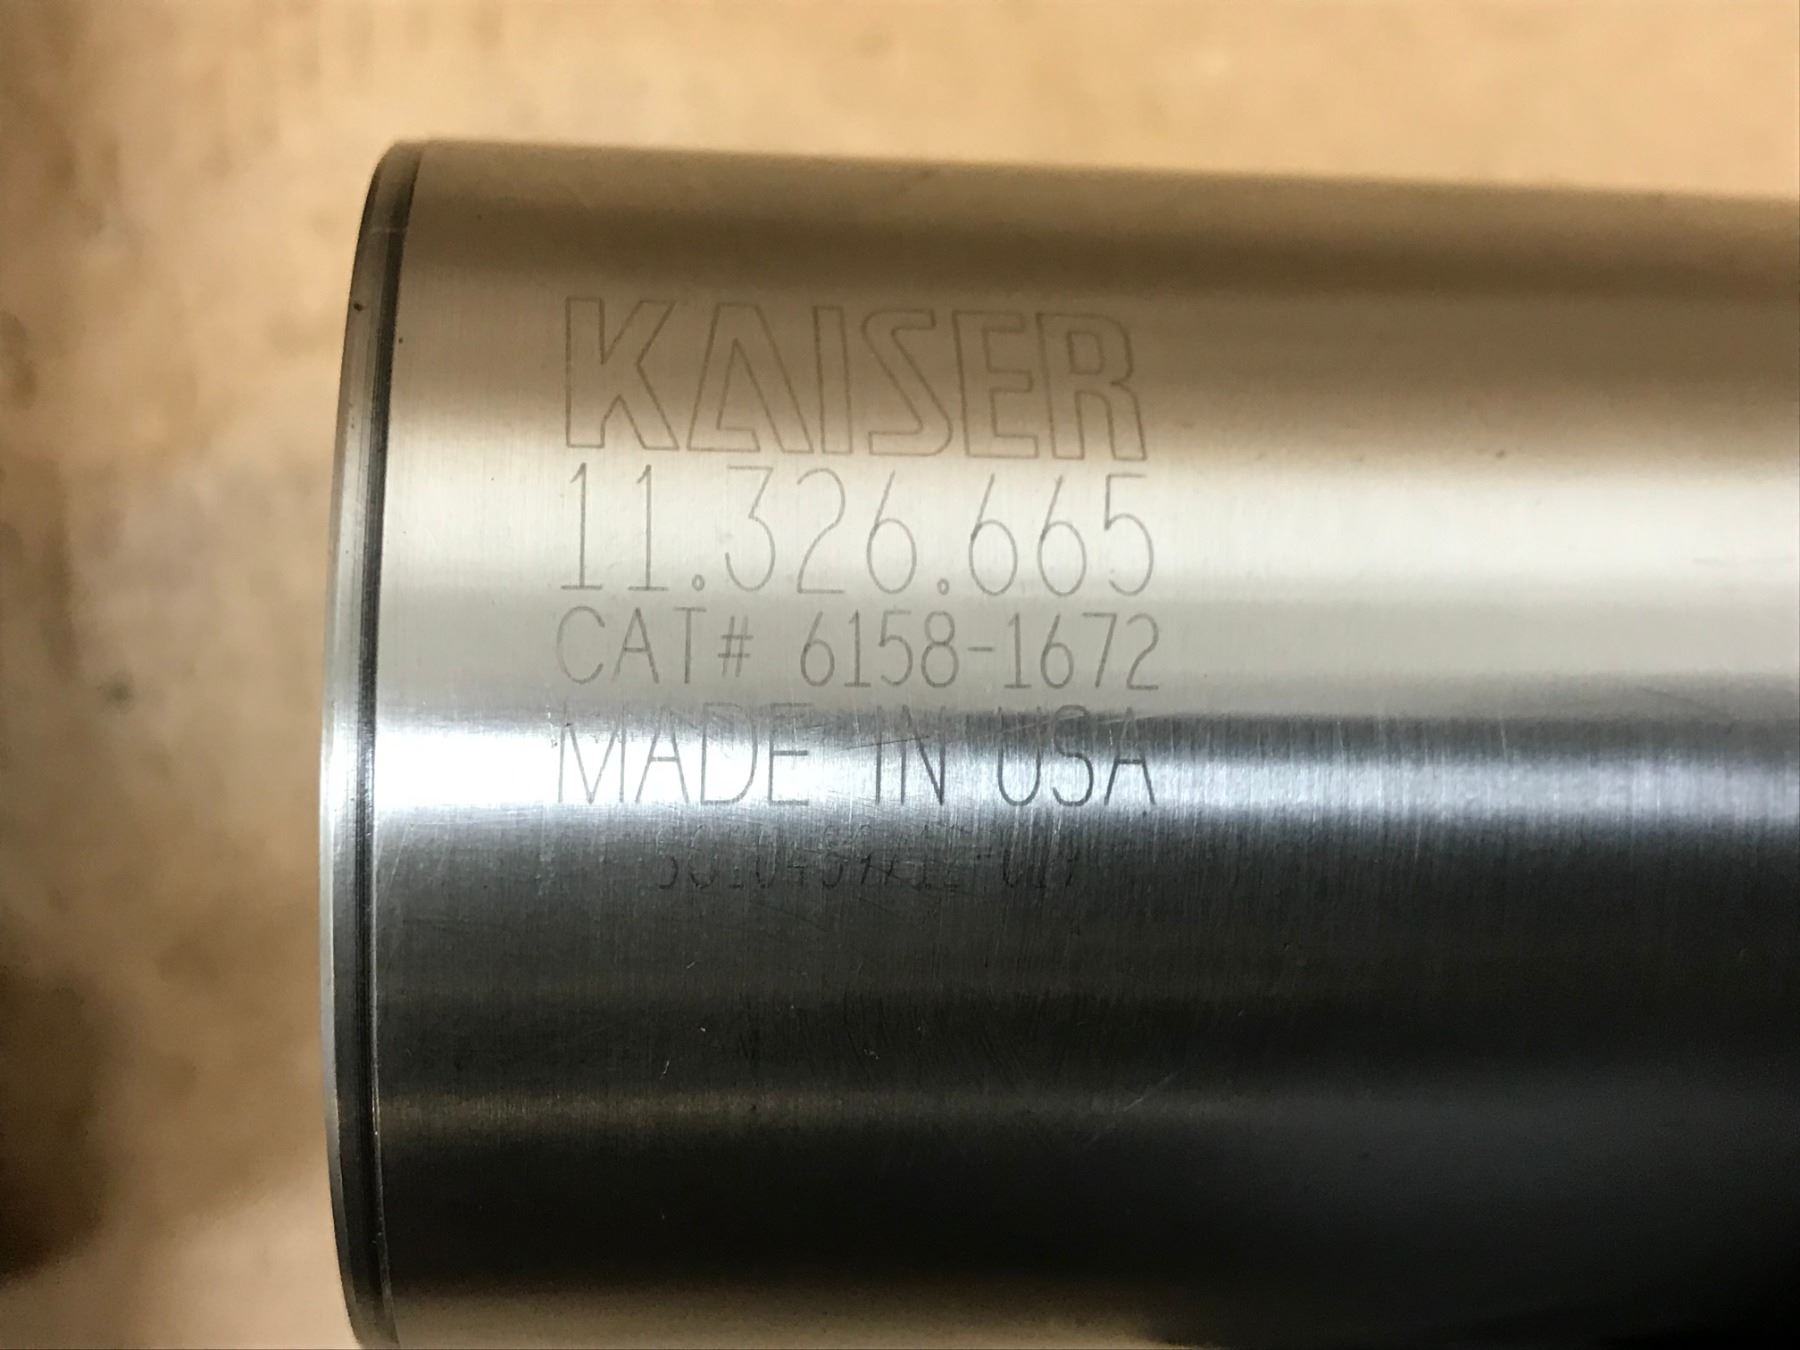 KAISER
11.326.665
CAT# 6158-1672
MADE IN USA